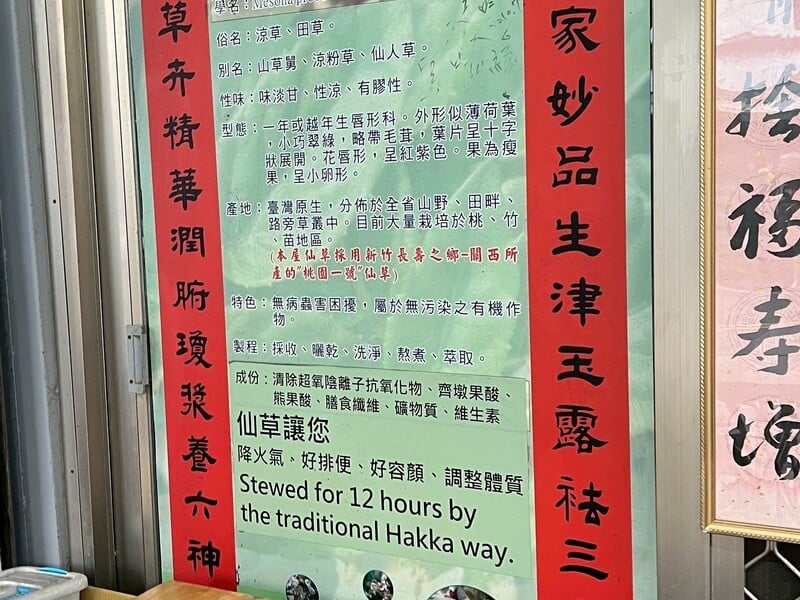 學名：Mesona
俗名：涼草、田草。
別名：山草舅、涼粉草、仙人草。
性味：味淡甘、性涼、有膠性。
型態：一年或越年生唇形科。外形似薄荷葉
，小巧翠綠，略帶毛茸，葉片呈十字
狀展開。花唇形，呈紅紫色。果為瘦
果，呈小卵形。
產地：臺灣原生，分佈於全省山野、田畔、
路旁草叢中。目前大量栽培於桃、竹
、苗地區。
(本屋仙草採用新竹長壽之鄉-關西所
產的"桃園一號"仙草)
特色：無病蟲害困擾，屬於無污染之有機作
物。
製程：採收、曬乾、洗淨、熬煮、萃取。
成份：清除超氧陰離子抗氧化物、齊墩果酸、
熊果酸、膳食纖維、礦物質、維生素
仙草讓您
降火氣、好排便、好容顏、調整體質
Stewed for 12 hours by
the traditional Hakka way.
家妙品生津玉露祛三
草卉精華潤腑瓊漿養六神
捨
福
壽
增